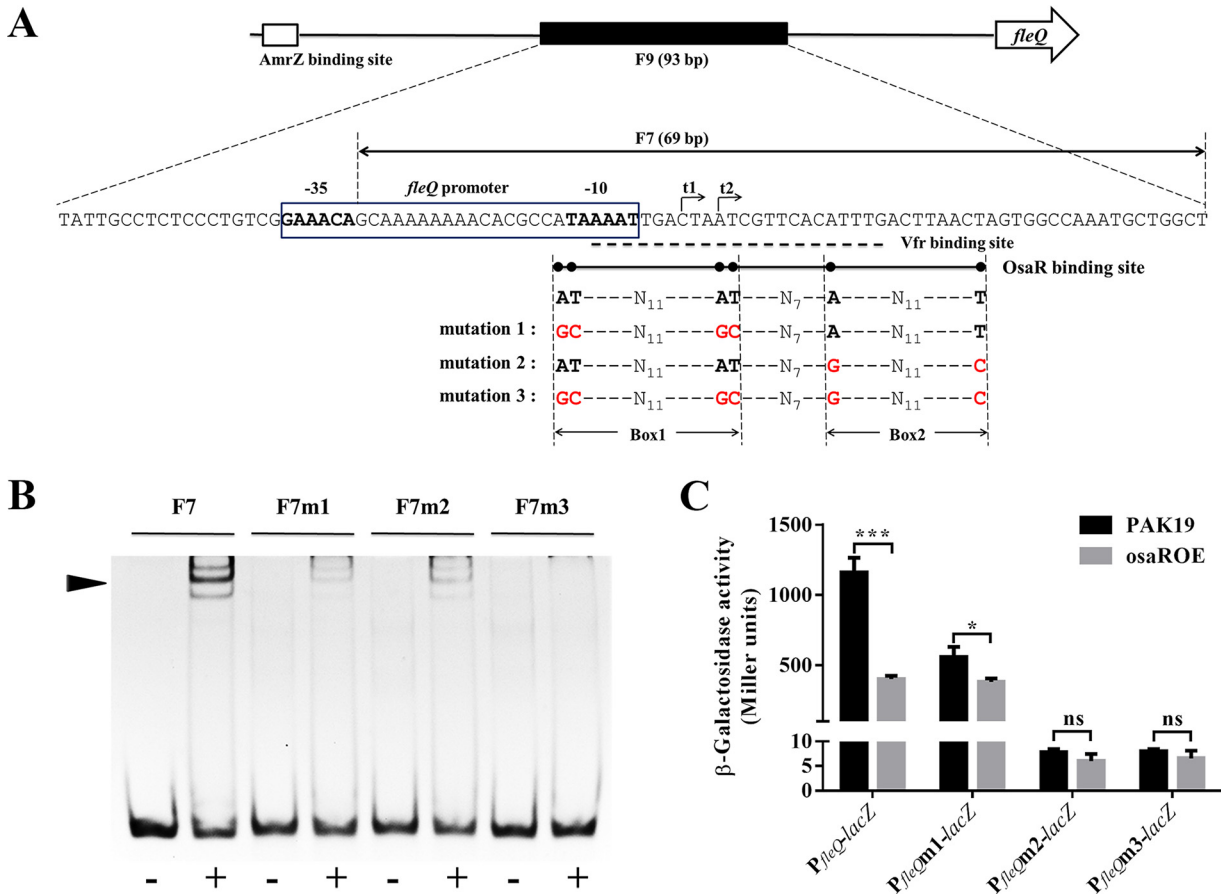 A
fleQ
AmrZ binding site
F9 (93 bp)
F7 (69 bp)
-35 fleQ promoter -10 t1 t2
TATTGCCTCTCCCTGTCGGAAACAGCAAAAAAAACACGCCATAAAATTGACTAATCGTTCACATTTGACTTAACTAGTGGCCAAATGCTGGCT
Vfr binding site
OsaR binding site
AT---N11---AT--N7--A---N11---T
mutation 1 : GC---N11---GC--N7--A---N11---T
mutation 2 : AT---N11---AT--N7--G---N11---C
mutation 3 : GC---N11---GC--N7--G---N11---C
Box1 Box2
B
F7 F7m1 F7m2 F7m3
- + - + - + - +
C
β-Galactosidase activity
(Miller units)
1500
1000
500
10
5
0
*** * ns ns
PAK19
osaROE
PfleQ-lacZ
PfleQm1-lacZ
PfleQm2-lacZ
PfleQm3-lacZ